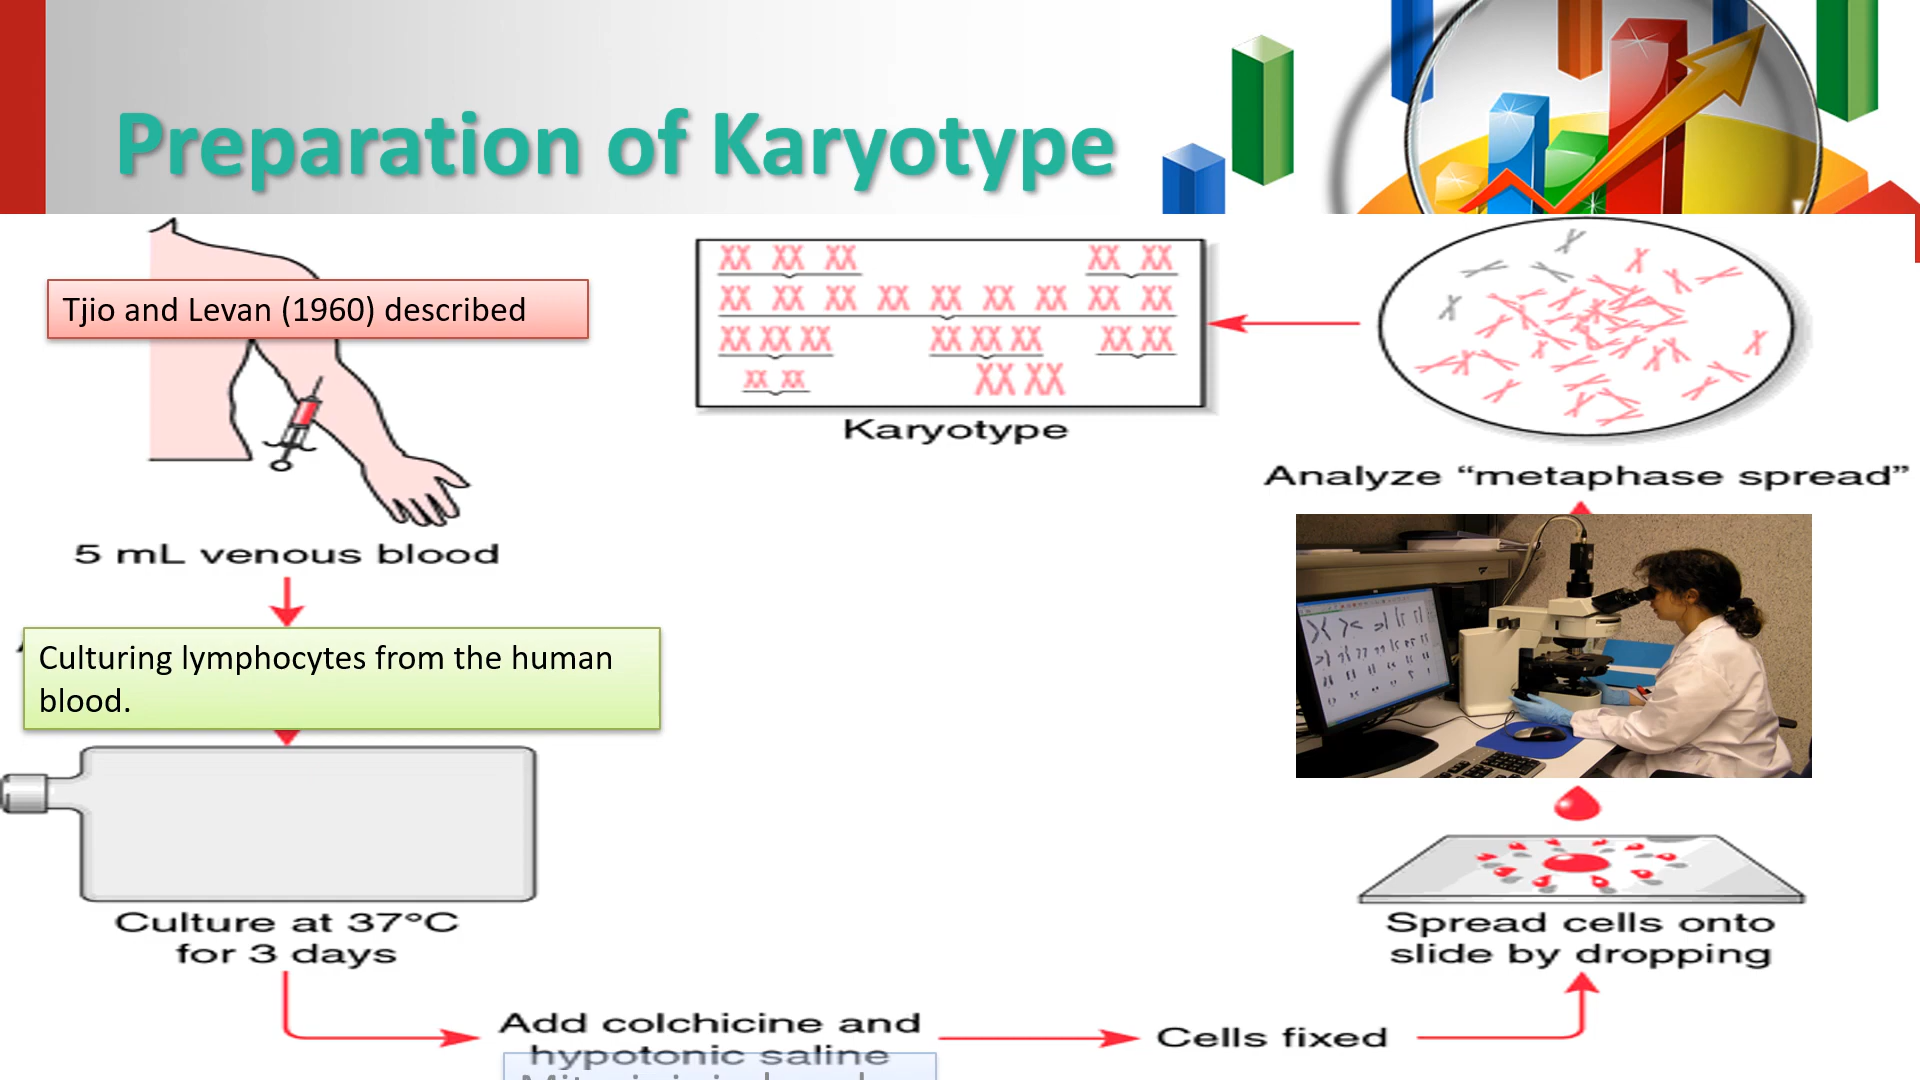 Preparation of Karyotype
Tjio and Levan (1960) described
5 mL venous blood
Culturing lymphocytes from the human
blood.
Culture at 37°C
for 3 days
Add colchicine and
hypotonic saline
Cells fixed
Spread cells onto
slide by dropping
Analyze “metaphase spread”
Karyotype